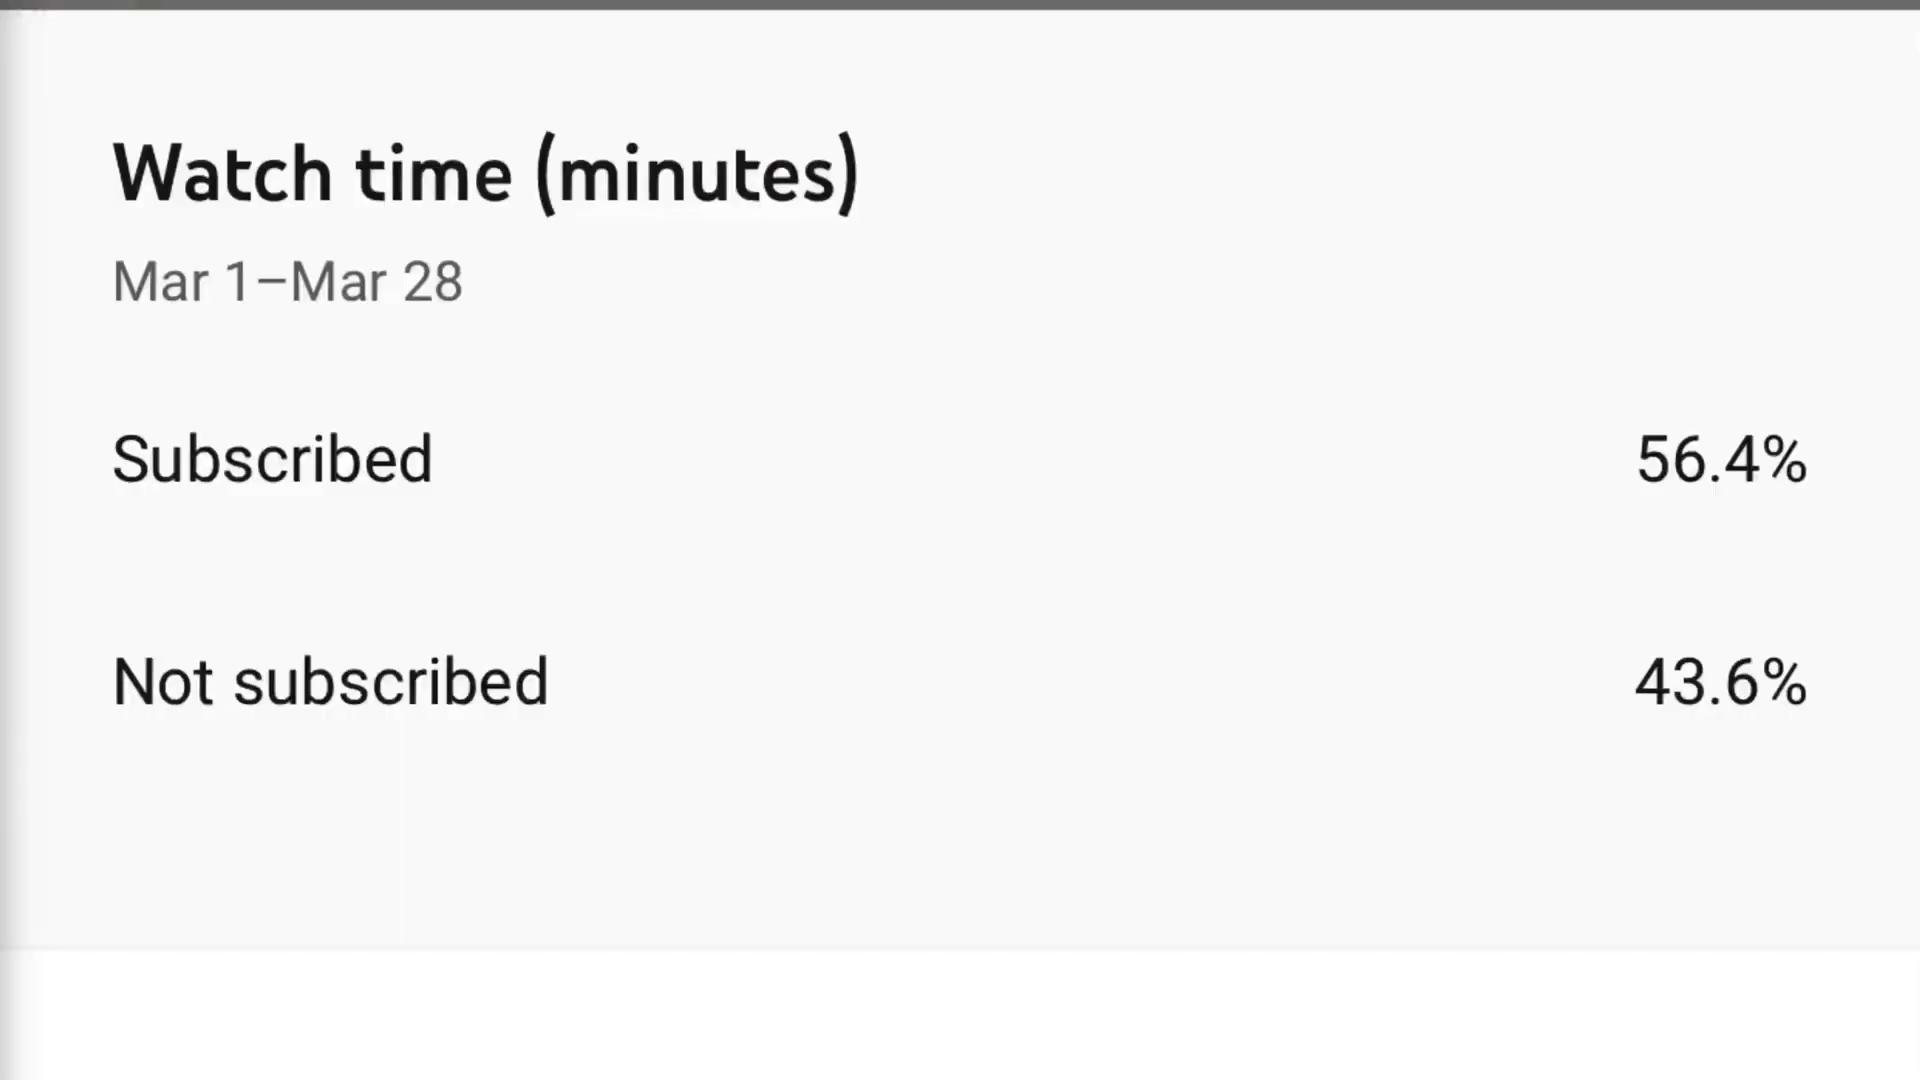 Watch time (minutes)
Mar 1–Mar 28
Subscribed 56.4%
Not subscribed 43.6%